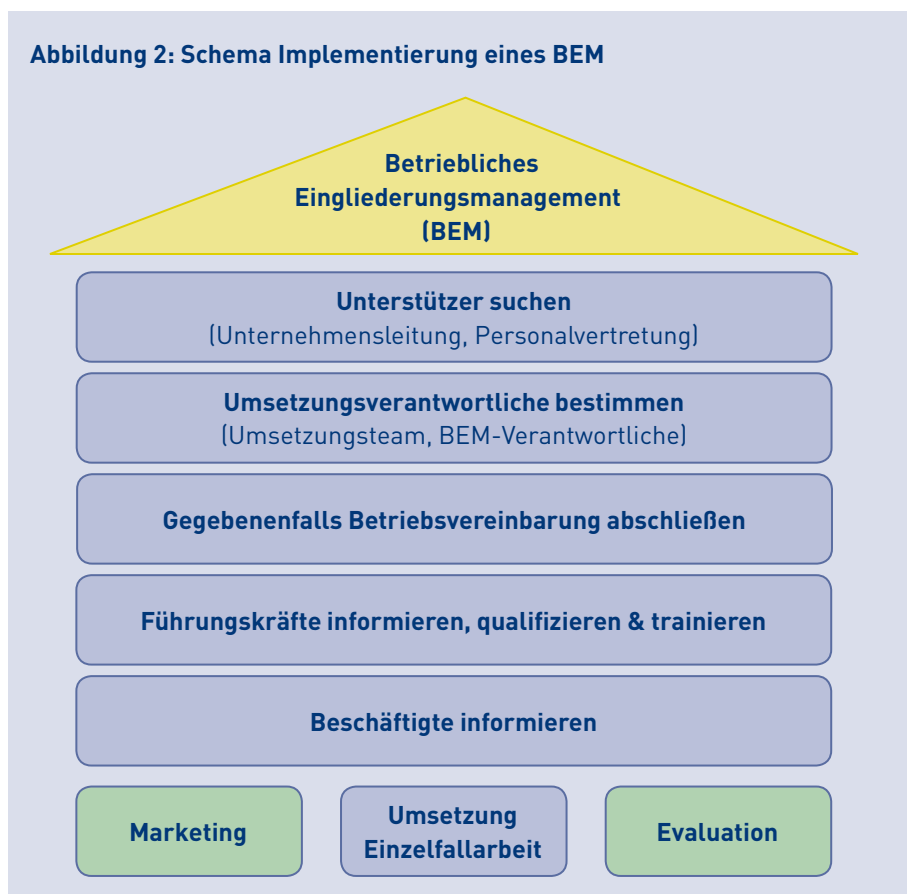 Abbildung 2: Schema Implementierung eines BEM
Betriebliches
Eingliederungsmanagement
(BEM)
Unterstützer suchen
(Unternehmensleitung, Personalvertretung)
Umsetzungsverantwortliche bestimmen
(Umsetzungsteam, BEM-Verantwortliche)
Gegebenenfalls Betriebsvereinbarung abschließen
Führungskräfte informieren, qualifizieren & trainieren
Beschäftigte informieren
Marketing
Umsetzung
Einzelfallarbeit
Evaluation